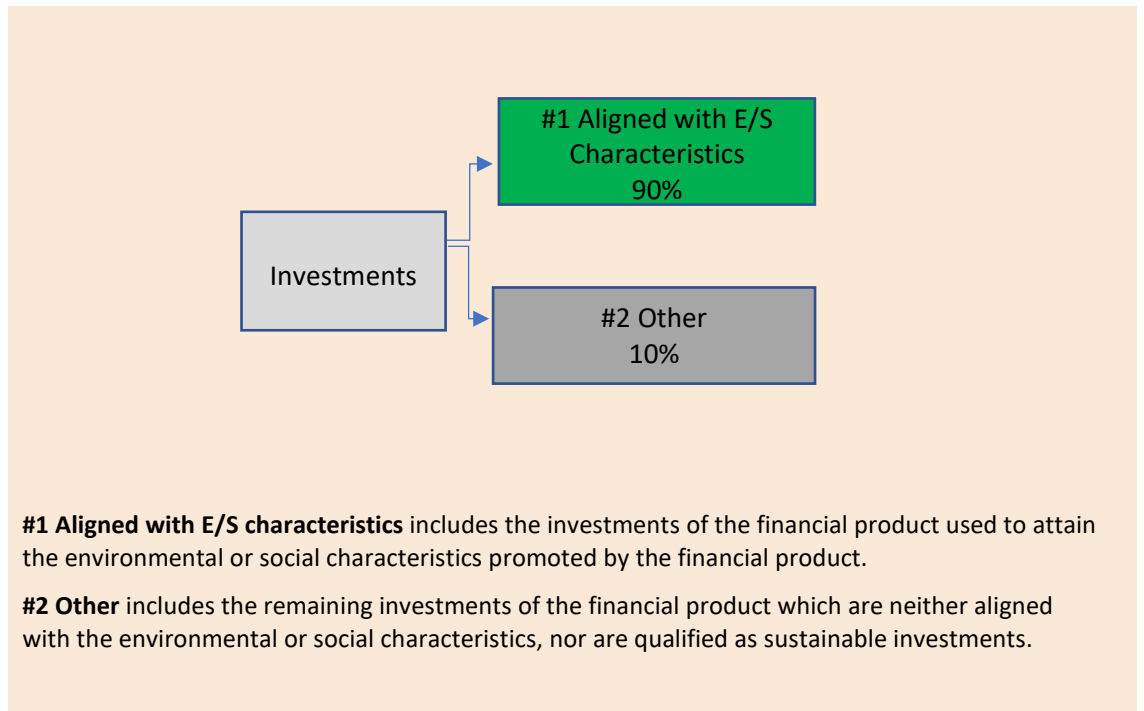 #1 Aligned with E/S
Characteristics
90%
Investments
#2 Other
10%
#1 Aligned with E/S characteristics includes the investments of the financial product used to attain
the environmental or social characteristics promoted by the financial product.
#2 Other includes the remaining investments of the financial product which are neither aligned
with the environmental or social characteristics, nor are qualified as sustainable investments.